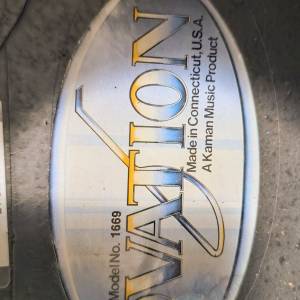 OVATION
Made in Connecticut, U.S.A.
A Kaman Music Product
Model No. 1669